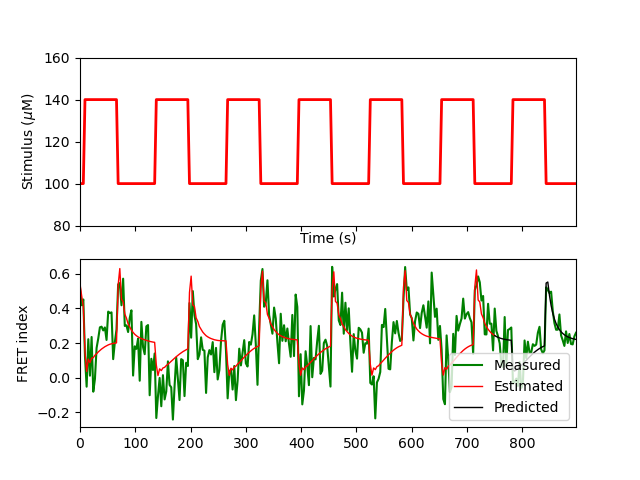 160
140
120
100
80
Stimulus (μM)
Time (s)
0.6
0.4
0.2
0.0
−0.2
FRET index
Measured
Estimated
Predicted
0 100 200 300 400 500 600 700 800